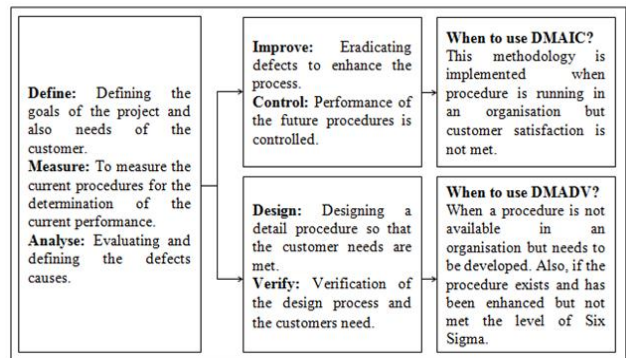 Define: Defining the
goals of the project and
also needs of the
customer.
Measure: To measure the
current procedures for the
determination of the
current performance.
Analyse: Evaluating and
defining the defects
causes.
Improve: Eradicating
defects to enhance the
process.
Control: Performance of
the future procedures is
controlled.
When to use DMAIC?
This methodology is
implemented when
procedure is running in
an organisation but
customer satisfaction is
not met.
Design: Designing a
detail procedure so that
the customer needs are
met.
Verify: Verification of
the design process and
the customers need.
When to use DMADV?
When a procedure is not
available in an
organisation but needs to
be developed. Also, if the
procedure exists and has
been enhanced but not
met the level of Six
Sigma.